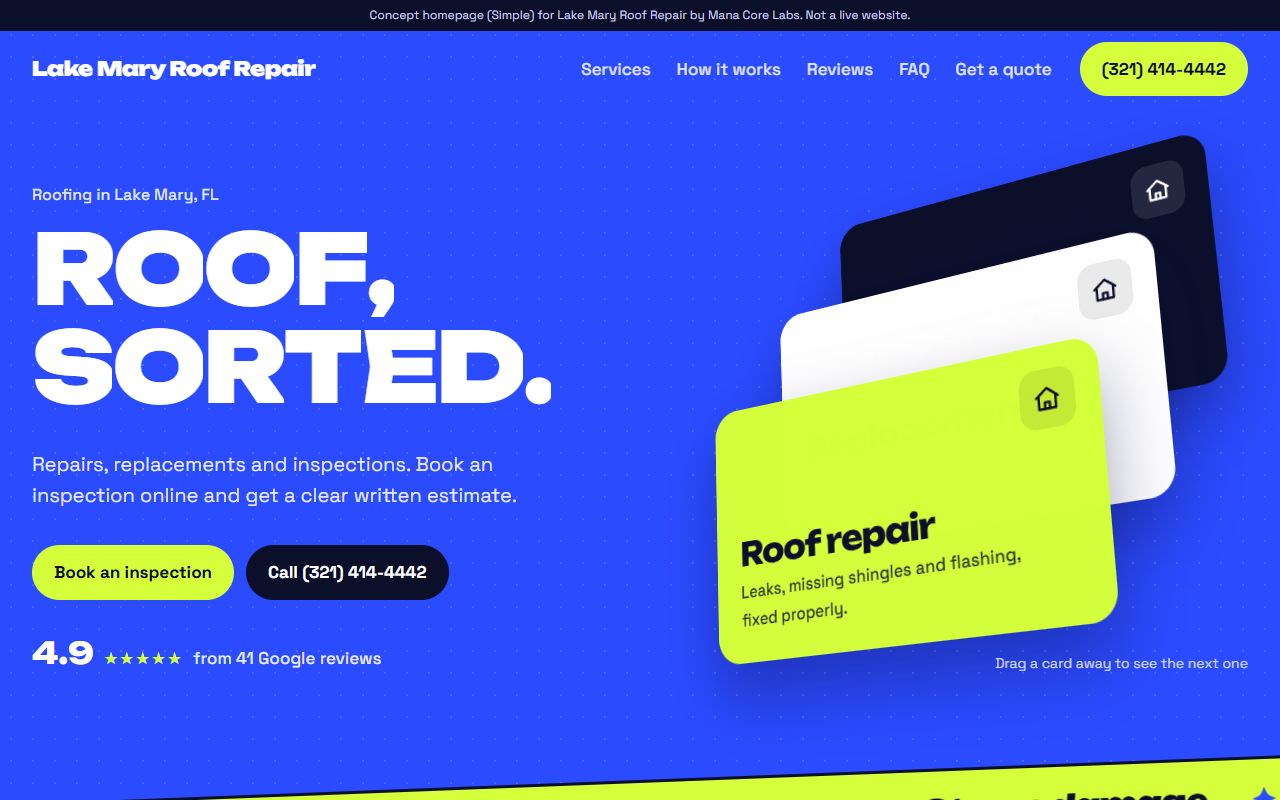 Concept homepage (Simple) for Lake Mary Roof Repair by Mana Core Labs. Not a live website.
Lake Mary Roof Repair
Services
How it works
Reviews
FAQ
Get a quote
(321) 414-4442
Roofing in Lake Mary, FL
ROOF,
SORTED.
Repairs, replacements and inspections. Book an
inspection online and get a clear written estimate.
Book an inspection
Call (321) 414-4442
4.9 ★★★★★ from 41 Google reviews
Roof repair
Leaks, missing shingles and flashing,
fixed properly.
Drag a card away to see the next one
Storm damage